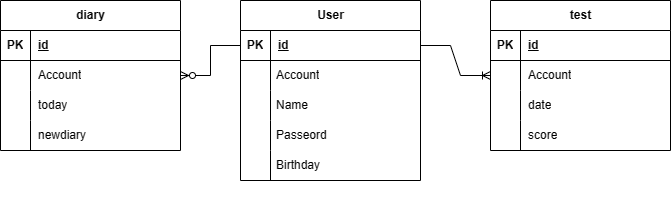 diary
PK id
Account
today
newdiary
User
PK id
Account
Name
Passeord
Birthday
test
PK id
Account
date
score